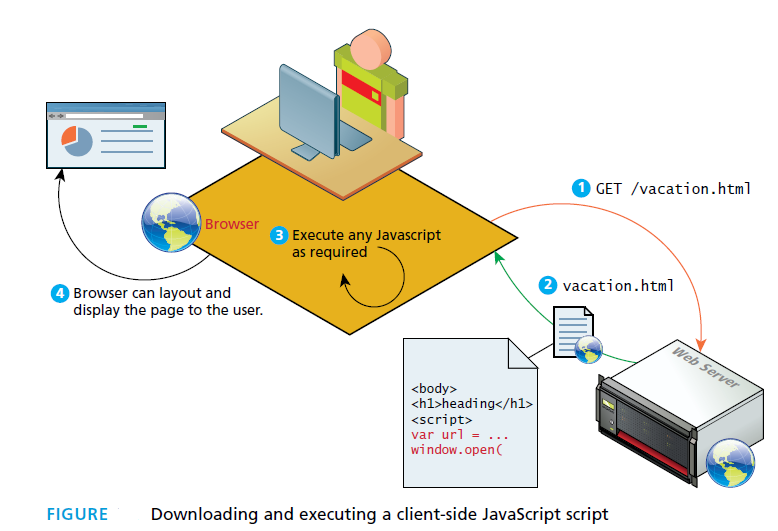 1 GET /vacation.html
Browser
3 Execute any Javascript
as required
2 vacation.html
4 Browser can layout and
display the page to the user.
Web Server
<body>
<h1>heading</h1>
<script>
var url = ...
window.open(
FIGURE Downloading and executing a client-side JavaScript script